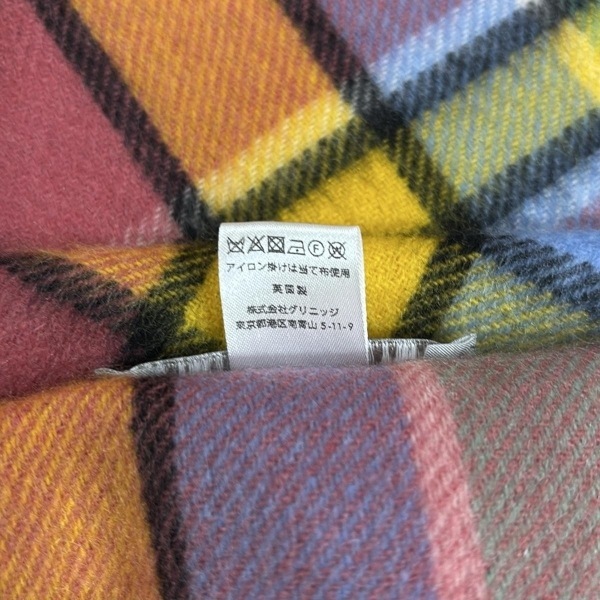 アイロン掛けは当て布使用
英国製
株式会社グリニッジ
東京都港区南青山 5-11-9